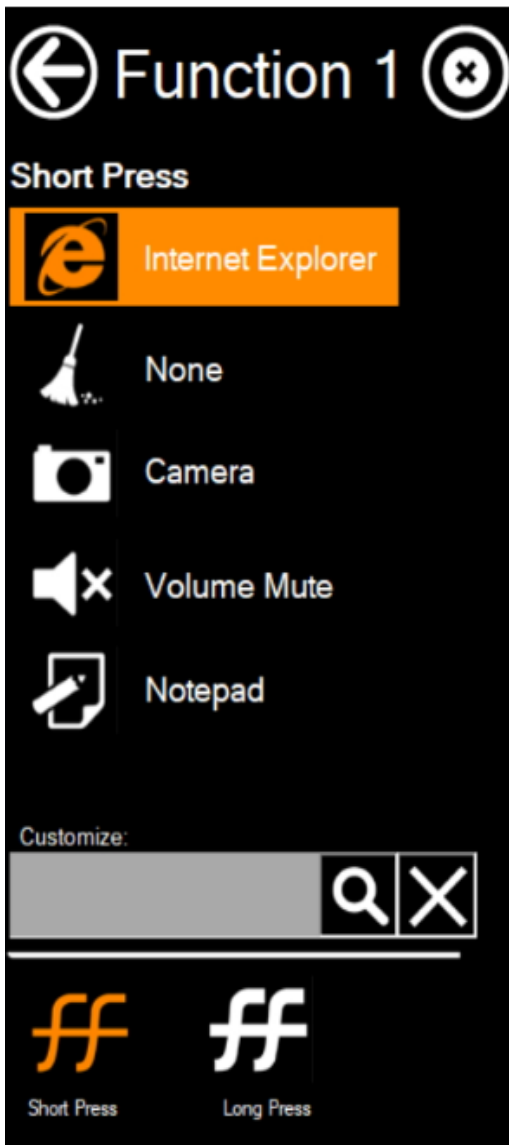 Function 1
Short Press
Internet Explorer
None
Camera
Volume Mute
Notepad
Customize:
Short Press
Long Press